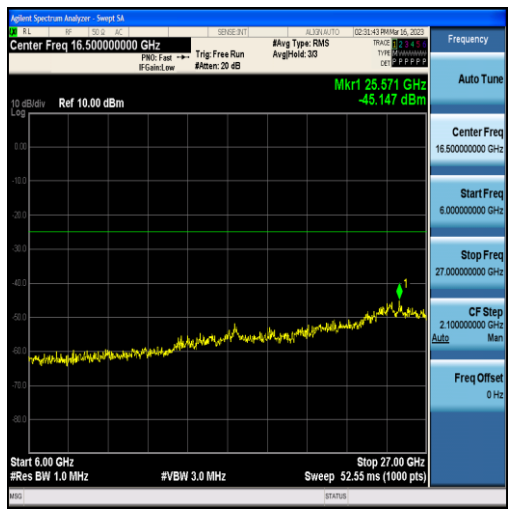 Agilent Spectrum Analyzer - Swept SA
RL RF 50 Ω AC SENSE:INT ALIGN AUTO 02:31:43 PM Mar 16, 2023
Center Freq 16.500000000 GHz
PNO: Fast
IFGain:Low
Trig: Free Run
#Atten: 20 dB
#Avg Type: RMS
Avg|Hold: 3/3
TRACE 1 2 3 4 5 6
TYPE
DET P P P P P P
Mkr1 25.571 GHz
-45.147 dBm
10 dB/div Ref 10.00 dBm
Log
0.00
-10.0
-20.0
-30.0
-40.0
-50.0
-60.0
-70.0
-80.0
1
Start 6.00 GHz Stop 27.00 GHz
#Res BW 1.0 MHz #VBW 3.0 MHz Sweep 52.55 ms (1000 pts)
MSG STATUS
Frequency
Auto Tune
Center Freq
16.500000000 GHz
Start Freq
6.000000000 GHz
Stop Freq
27.000000000 GHz
CF Step
2.100000000 GHz
Auto Man
Freq Offset
0 Hz